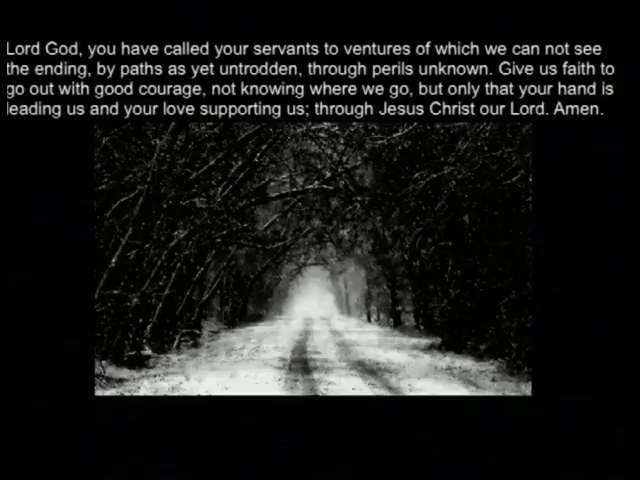 Lord God, you have called your servants to ventures of which we can not see
the ending, by paths as yet untrodden, through perils unknown. Give us faith to
go out with good courage, not knowing where we go, but only that your hand is
leading us and your love supporting us; through Jesus Christ our Lord. Amen.